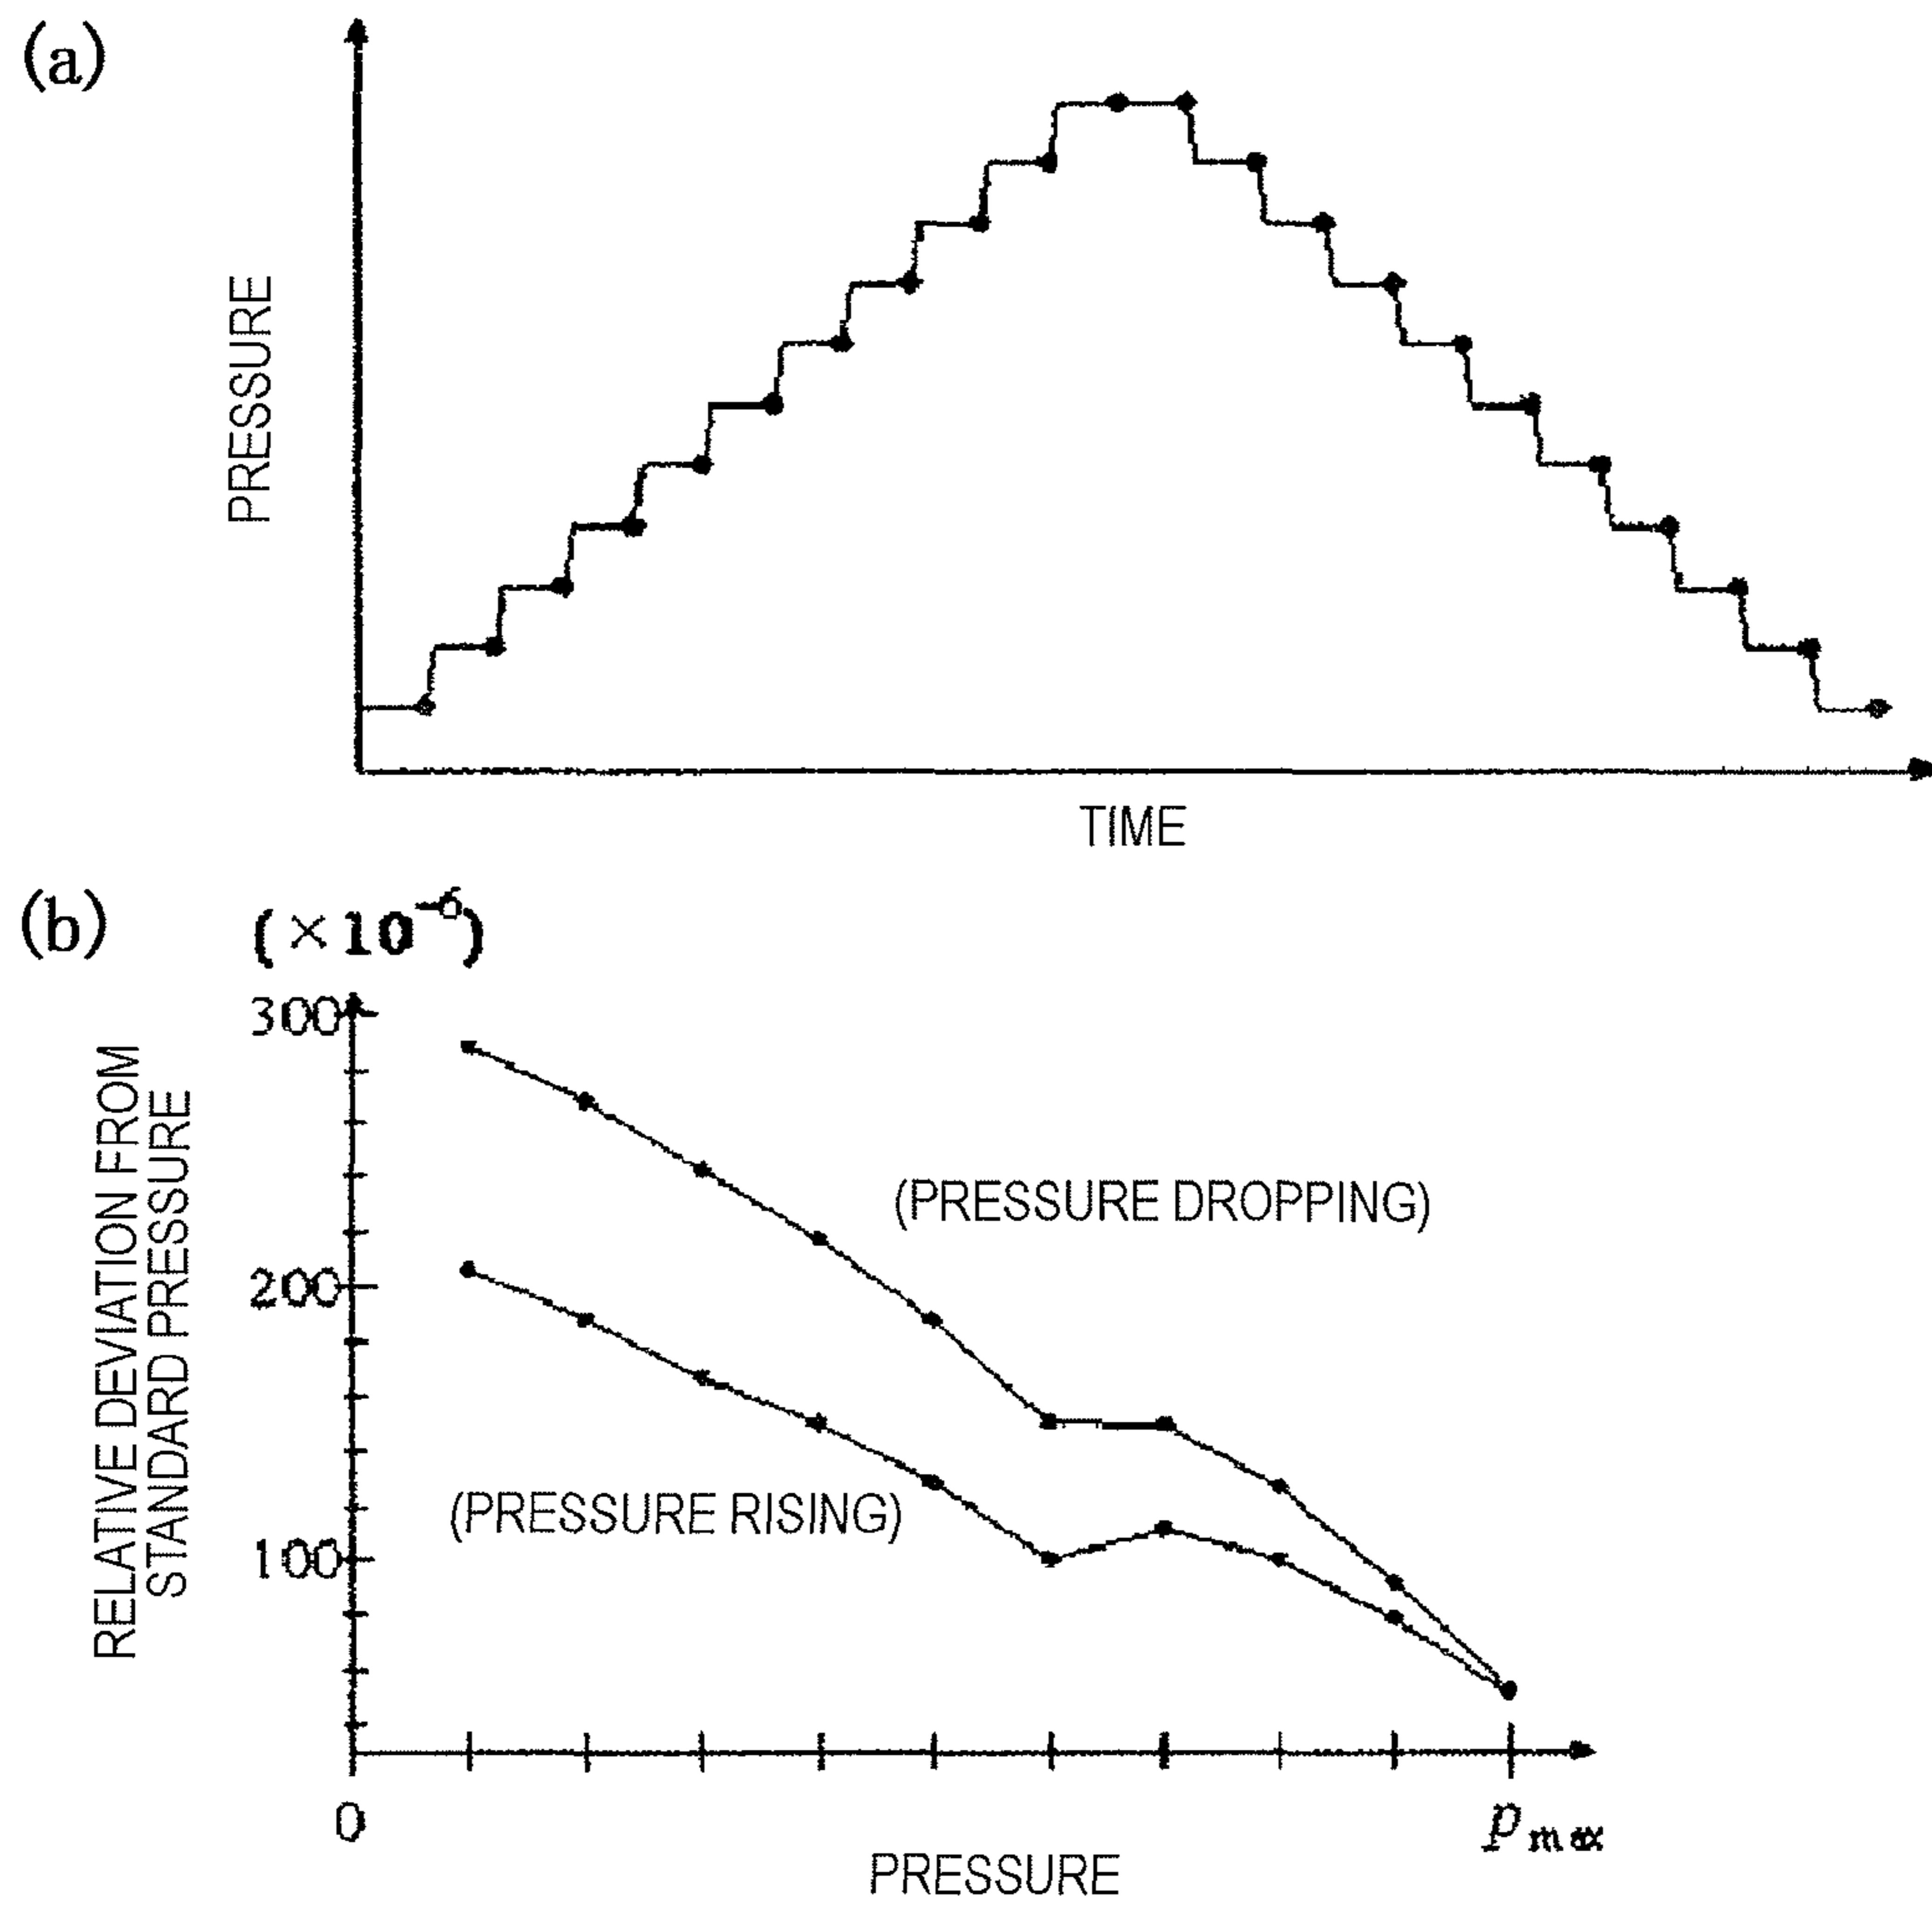 (a)
PRESSURE
TIME
(b)
(×10⁻⁶)
300
200
100
RELATIVE DEVIATION FROM
STANDARD PRESSURE
(PRESSURE DROPPING)
(PRESSURE RISING)
0
p max
PRESSURE